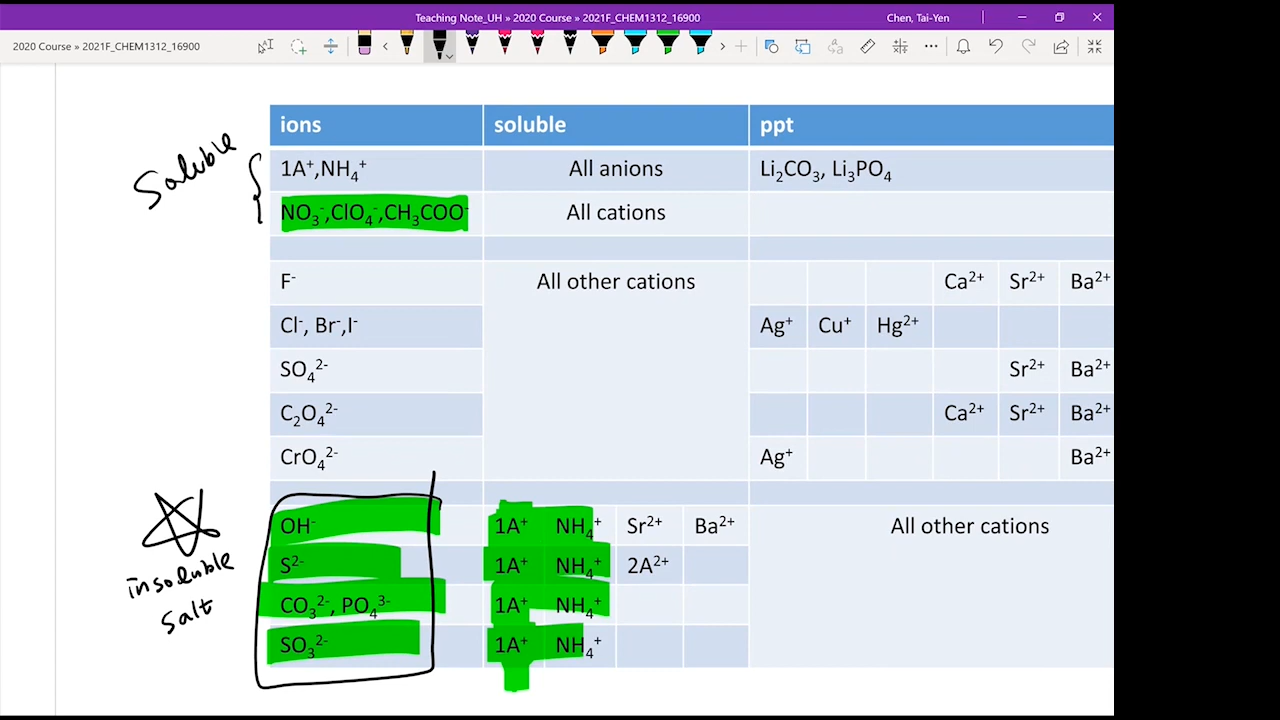 Teaching Note_UH » 2020 Course » 2021F_CHEM1312_16900
Chen, Tai-Yen
2020 Course » 2021F_CHEM1312_16900
ions soluble ppt
Soluble
1A⁺,NH₄⁺ All anions Li₂CO₃, Li₃PO₄
NO₃⁻,ClO₄⁻,CH₃COO⁻ All cations
F⁻ All other cations Ca²⁺ Sr²⁺ Ba²⁺
Cl⁻, Br⁻,I⁻ Ag⁺ Cu⁺ Hg²⁺
SO₄²⁻ Sr²⁺ Ba²⁺
C₂O₄²⁻ Ca²⁺ Sr²⁺ Ba²⁺
CrO₄²⁻ Ag⁺ Ba²⁺
OH⁻ 1A⁺ NH₄⁺ Sr²⁺ Ba²⁺ All other cations
S²⁻ 1A⁺ NH₄⁺ 2A²⁺
CO₃²⁻, PO₄³⁻ 1A⁺ NH₄⁺
SO₃²⁻ 1A⁺ NH₄⁺
insoluble
salt